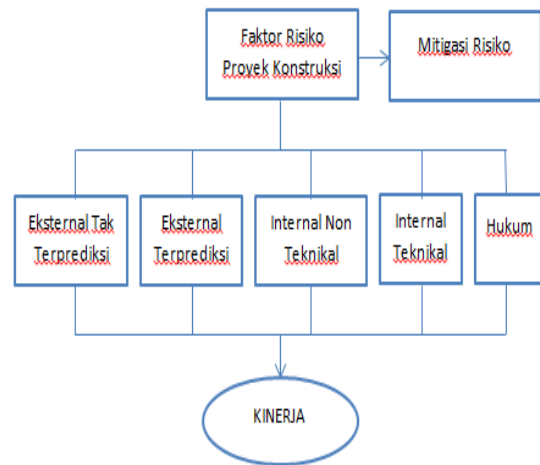 Faktor Risiko
Proyek Konstruksi
Mitigasi Risiko
Eksternal Tak
Terprediksi
Eksternal
Terprediksi
Internal Non
Teknikal
Internal
Teknikal
Hukum
KINERJA